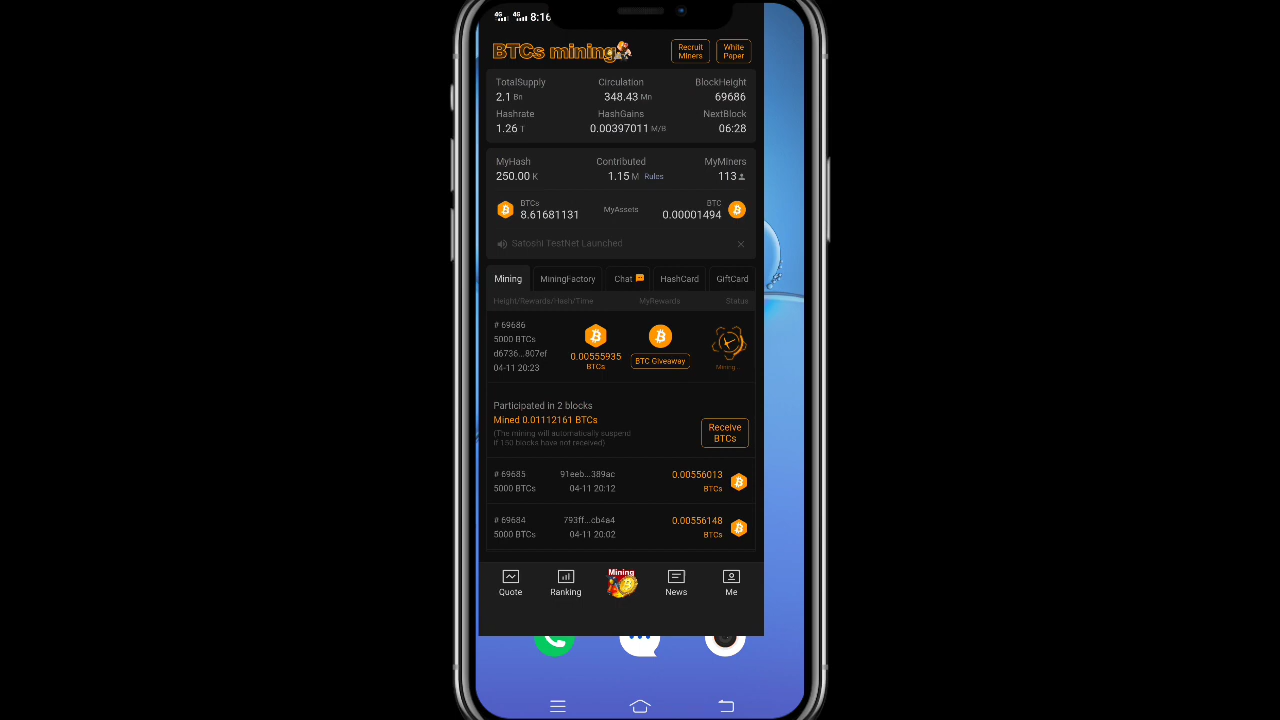 4G 4G 8:16
BTCs mining
Recruit Miners
White Paper
TotalSupply Circulation BlockHeight
2.1 Bn 348.43 Mn 69686
Hashrate HashGains NextBlock
1.26 T 0.00397011 M/B 06:28
MyHash Contributed MyMiners
250.00 K 1.15 M Rules 113
BTCs MyAssets BTC
8.61681131 0.00001494
Satoshi TestNet Launched
Mining MiningFactory Chat HashCard GiftCard
Height/Rewards/Hash/Time MyRewards Status
# 69686
5000 BTCs
d6736...807ef
04-11 20:23
0.00555935
BTCs
BTC Giveaway
Mining...
Participated in 2 blocks
Mined 0.01112161 BTCs
(The mining will automatically suspend
if 150 blocks have not received)
Receive
BTCs
# 69685 91eeb...389ac 0.00556013
5000 BTCs 04-11 20:12 BTCs
# 69684 793ff...cb4a4 0.00556148
5000 BTCs 04-11 20:02 BTCs
Mining
Quote Ranking News Me